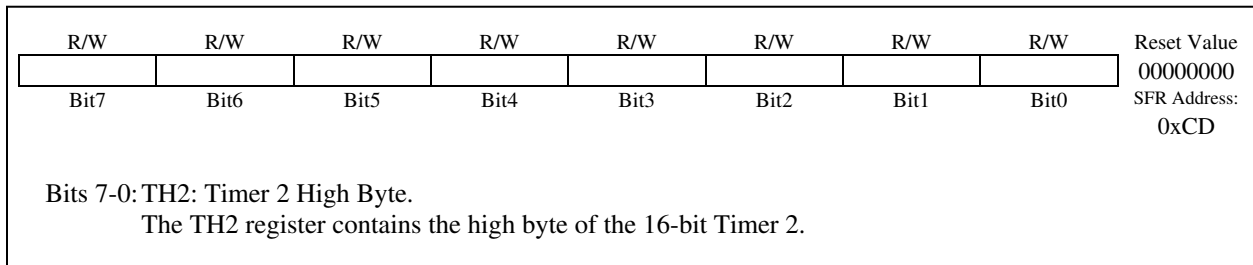 R/W R/W R/W R/W R/W R/W R/W R/W Reset Value
00000000
Bit7 Bit6 Bit5 Bit4 Bit3 Bit2 Bit1 Bit0 SFR Address:
0xCD
Bits 7-0: TH2: Timer 2 High Byte.
The TH2 register contains the high byte of the 16-bit Timer 2.